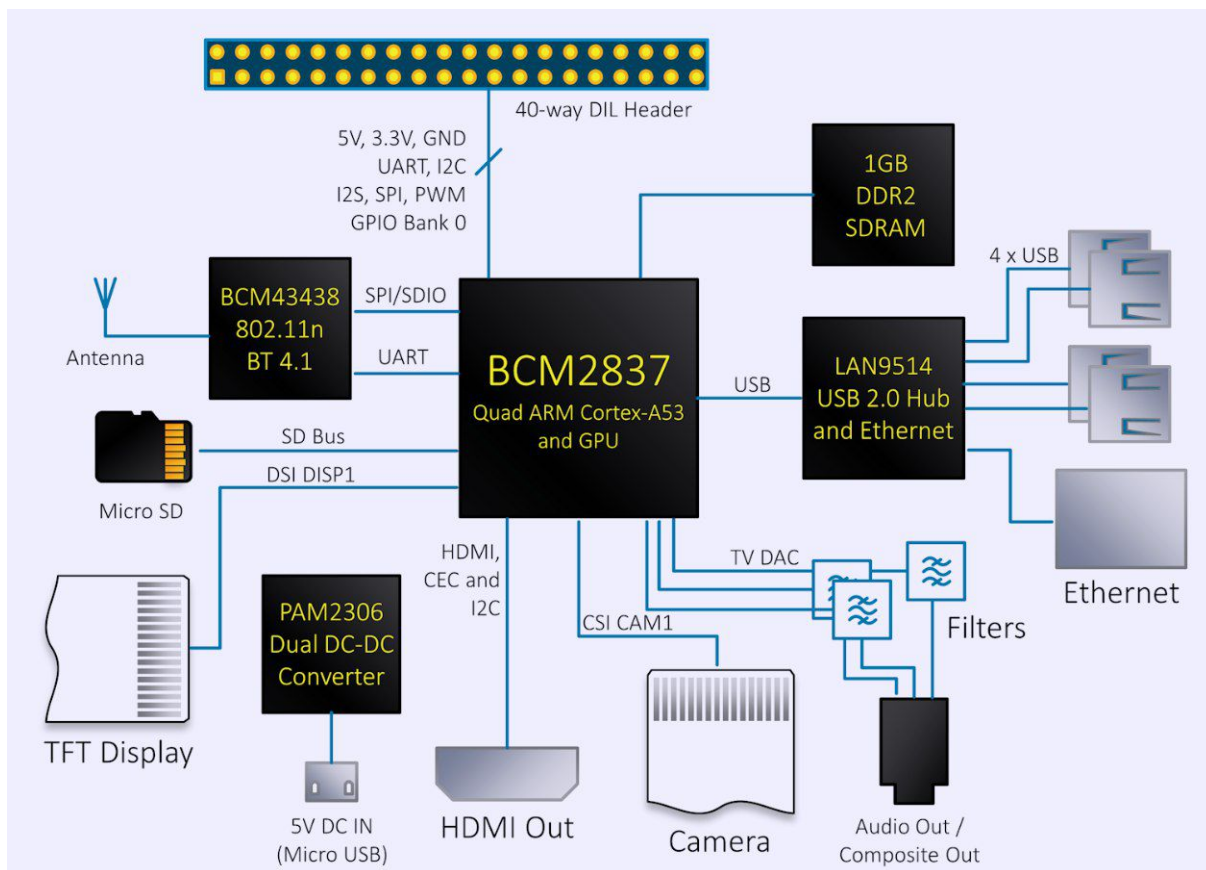 40-way DIL Header
5V, 3.3V, GND
UART, I2C
I2S, SPI, PWM
GPIO Bank 0
1GB
DDR2
SDRAM
4 x USB
BCM43438
802.11n
BT 4.1
SPI/SDIO
UART
Antenna
BCM2837
Quad ARM Cortex-A53
and GPU
USB
LAN9514
USB 2.0 Hub
and Ethernet
SD Bus
DSI DISP1
Micro SD
HDMI,
CEC and
I2C
TV DAC
CSI CAM1
Filters
Ethernet
PAM2306
Dual DC-DC
Converter
TFT Display
5V DC IN
(Micro USB)
HDMI Out
Camera
Audio Out /
Composite Out